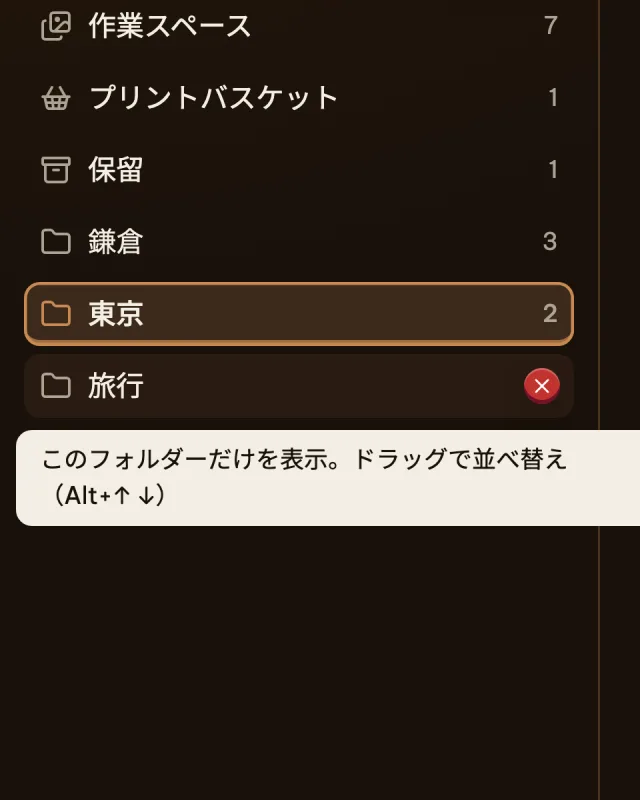 作業スペース 7
プリントバスケット 1
保留 1
鎌倉 3
東京 2
旅行
このフォルダーだけを表示。ドラッグで並べ替え
（Alt+↑↓）